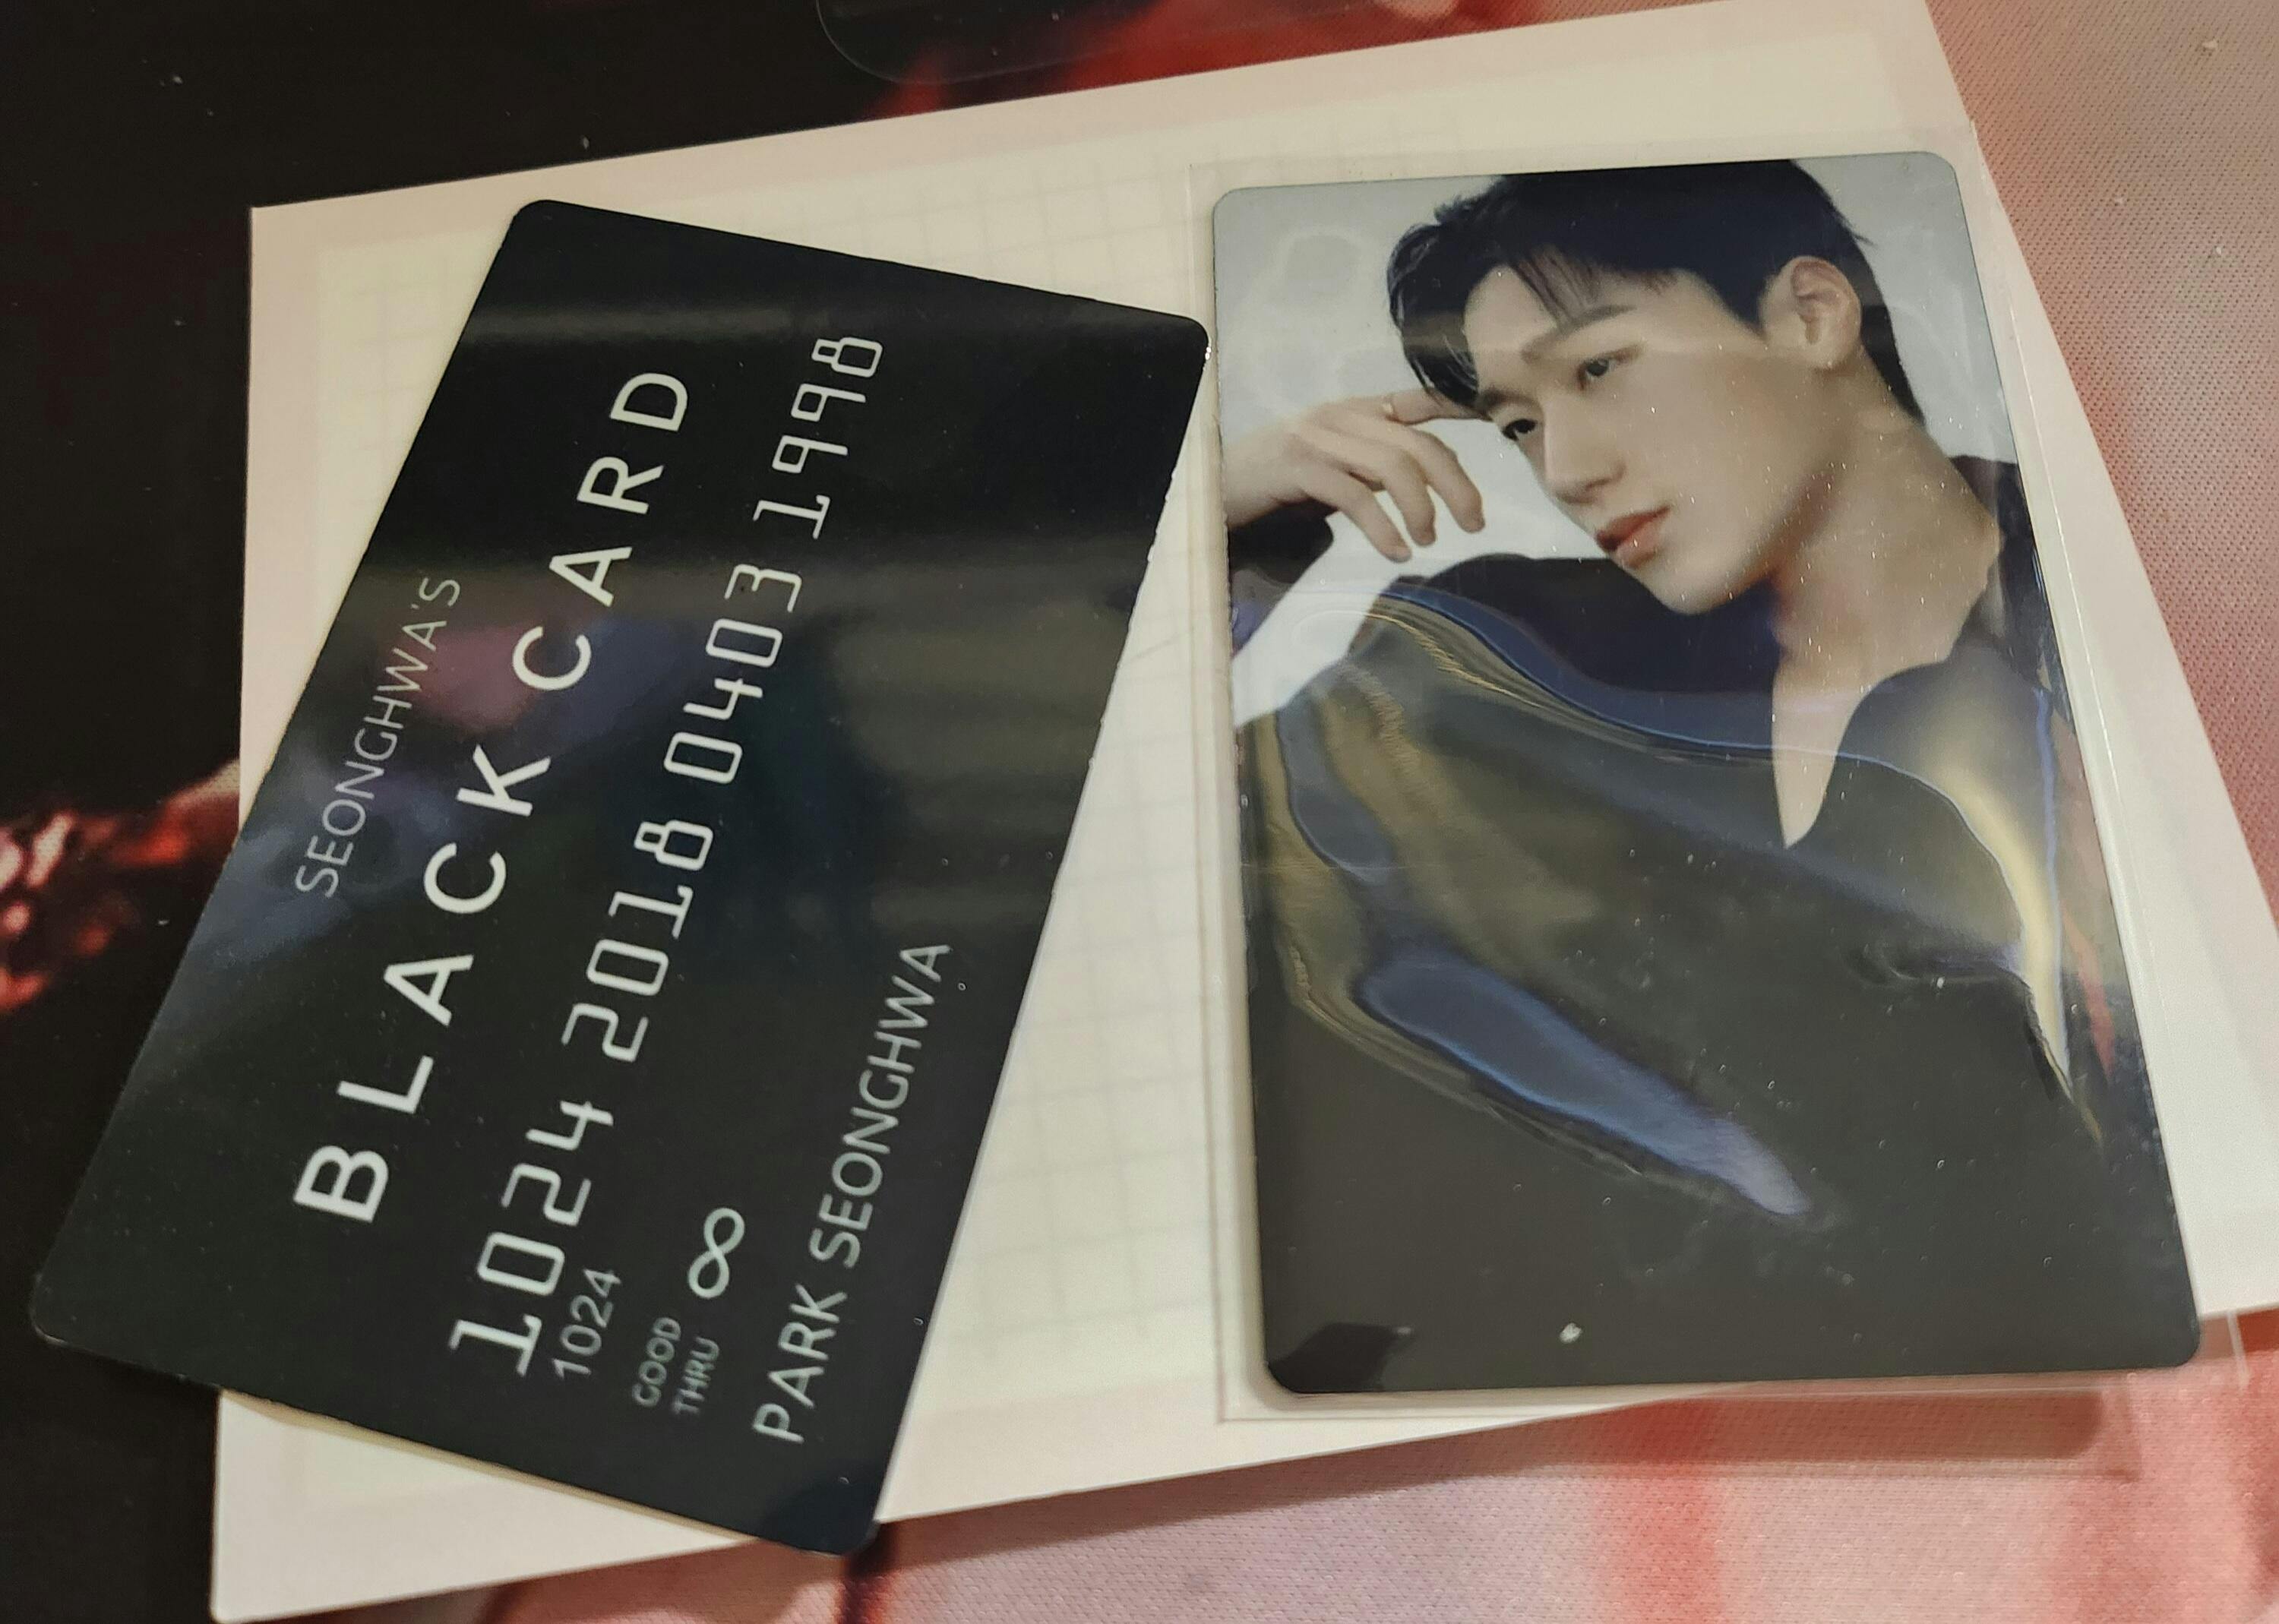 SEONGHWA'S
BLACK CARD
1024 2018 0403 1998
1024
GOOD
THRU
∞
PARK SEONGHWA